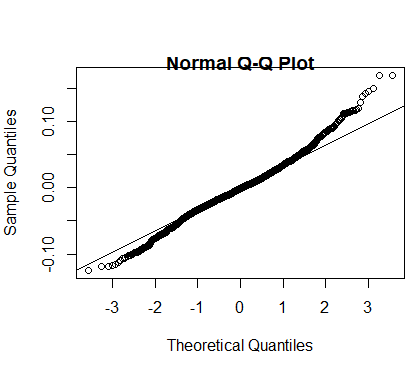 Normal Q-Q Plot
Sample Quantiles
0.10
0.00
-0.10
-3 -2 -1 0 1 2 3
Theoretical Quantiles